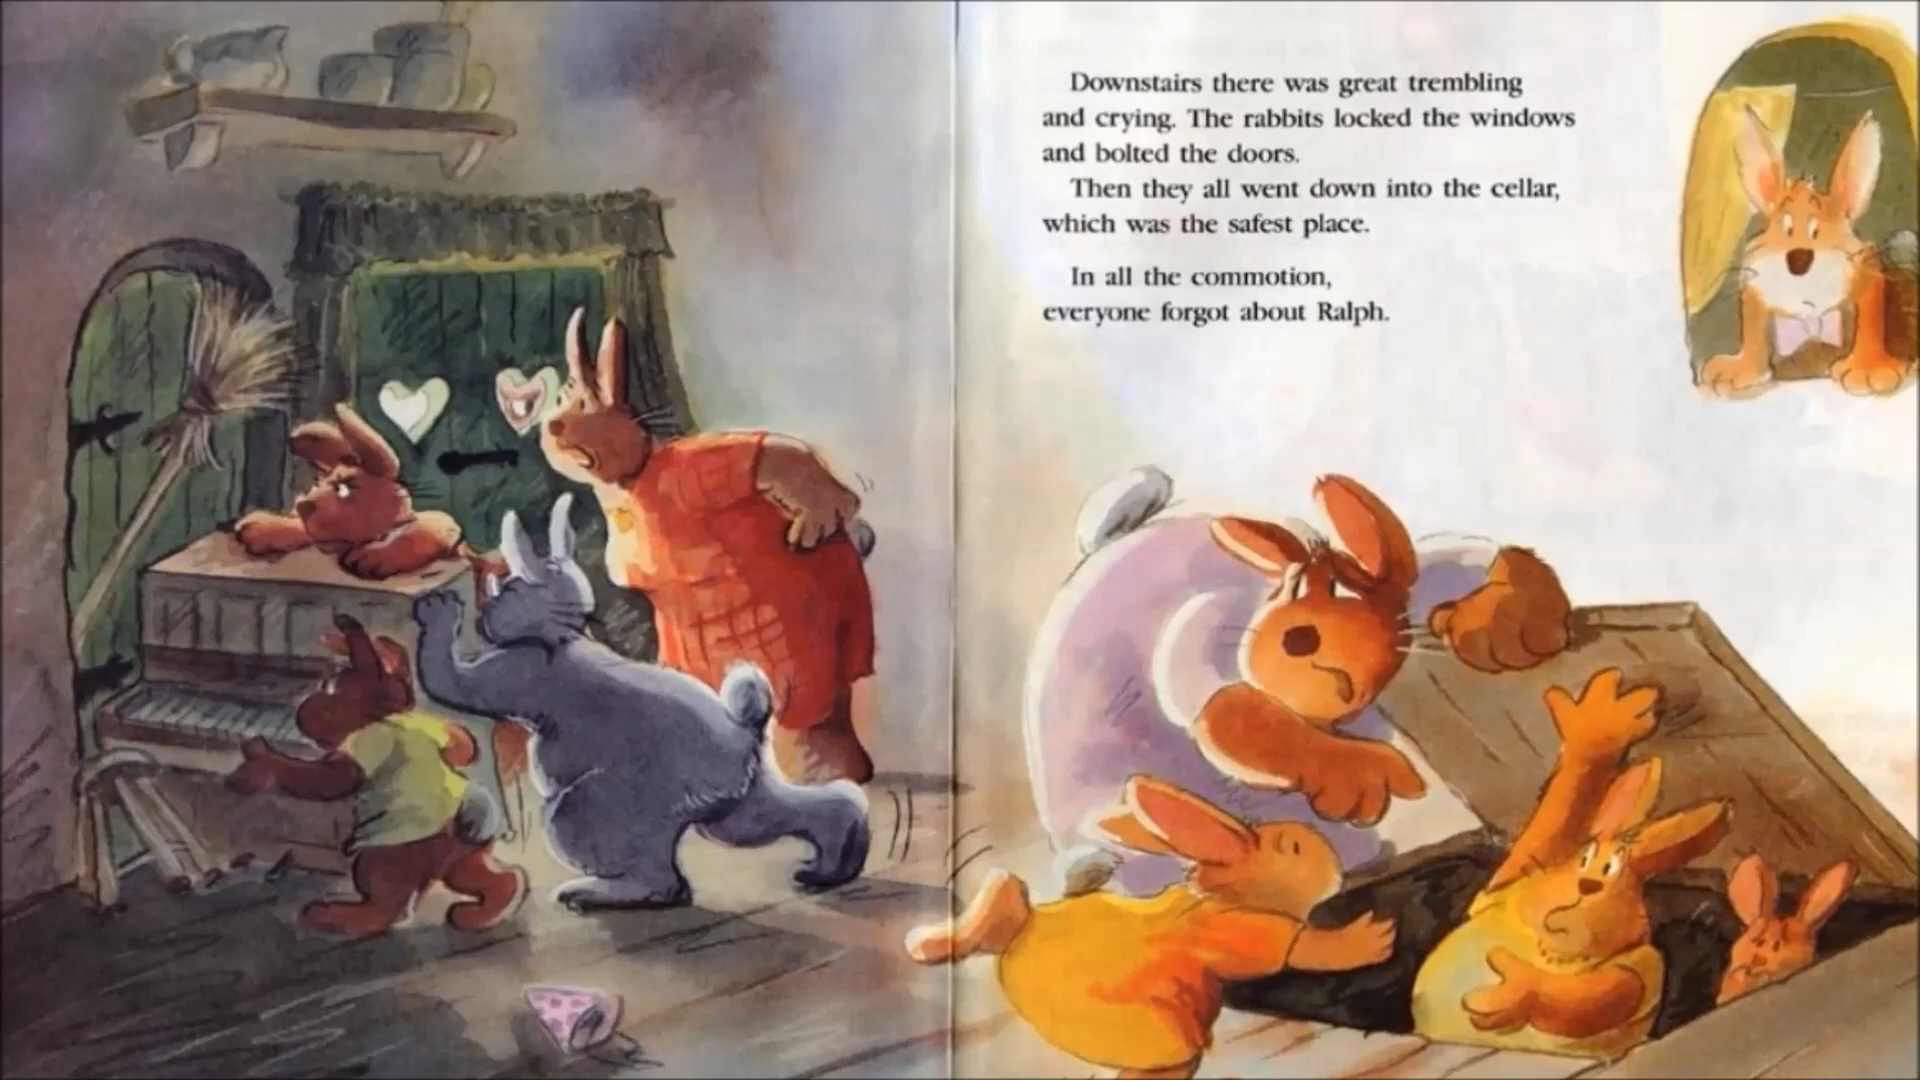 Downstairs there was great trembling
and crying. The rabbits locked the windows
and bolted the doors.
Then they all went down into the cellar,
which was the safest place.
In all the commotion,
everyone forgot about Ralph.